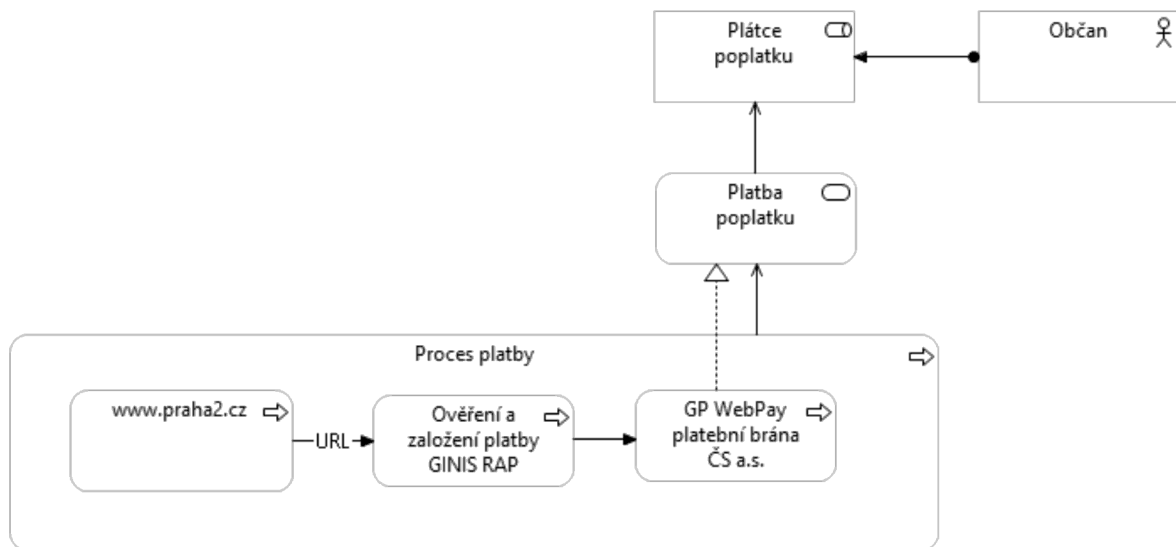 Plátce
poplatku
Občan
Platba
poplatku
Proces platby
www.praha2.cz
URL
Ověření a
založení platby
GINIS RAP
GP WebPay
platební brána
ČS a.s.